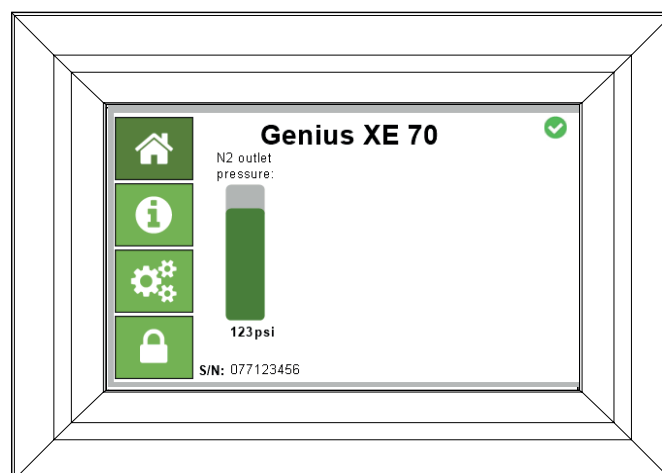 Genius XE 70
N2 outlet
pressure:
123psi
S/N: 077123456